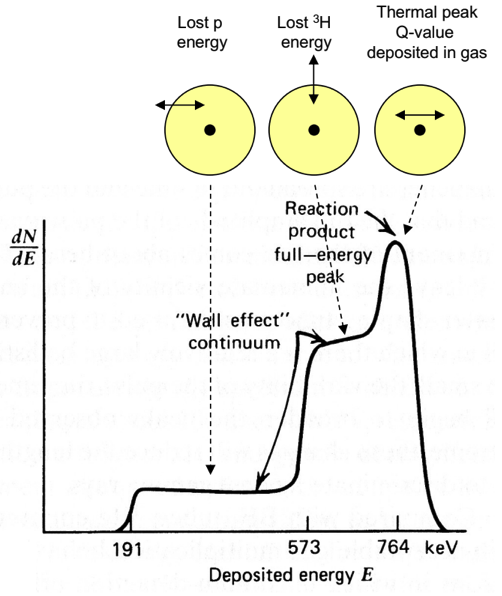 Lost p
energy
Lost ³H
energy
Thermal peak
Q-value
deposited in gas
Reaction
product
full–energy
peak
dN
dE
"Wall effect"
continuum
191
573
764
keV
Deposited energy E